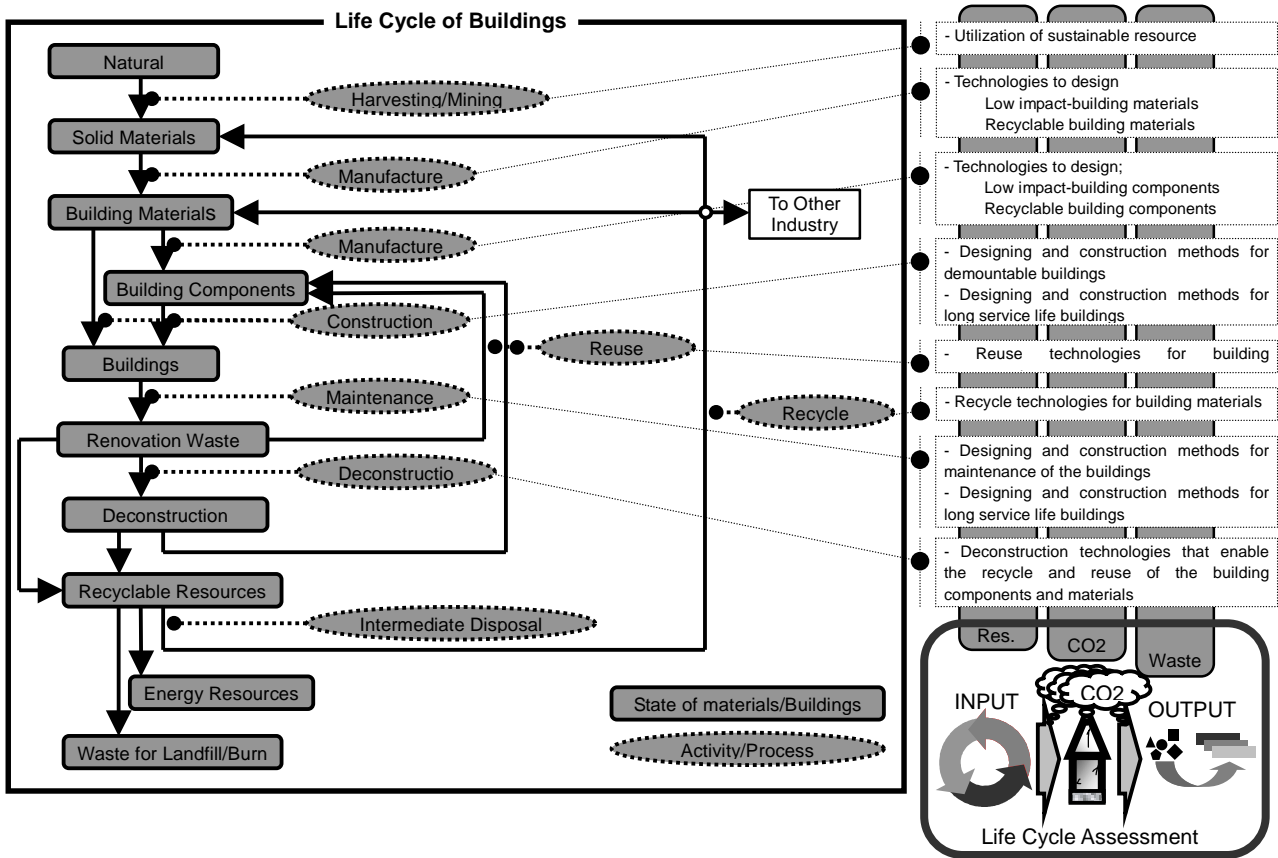 Life Cycle of Buildings
Natural
Harvesting/Mining
Solid Materials
Manufacture
Building Materials
To Other
Industry
Manufacture
Building Components
Construction
Reuse
Buildings
Maintenance
Recycle
Renovation Waste
Deconstructio
Deconstruction
Recyclable Resources
Intermediate Disposal
Energy Resources
Waste for Landfill/Burn
State of materials/Buildings
Activity/Process
- Utilization of sustainable resource
- Technologies to design
Low impact-building materials
Recyclable building materials
- Technologies to design;
Low impact-building components
Recyclable building components
- Designing and construction methods for
demountable buildings
- Designing and construction methods for
long service life buildings
- Reuse technologies for building
- Recycle technologies for building materials
- Designing and construction methods for
maintenance of the buildings
- Designing and construction methods for
long service life buildings
- Deconstruction technologies that enable
the recycle and reuse of the building
components and materials
Res.
CO2
Waste
CO2
INPUT
OUTPUT
Life Cycle Assessment